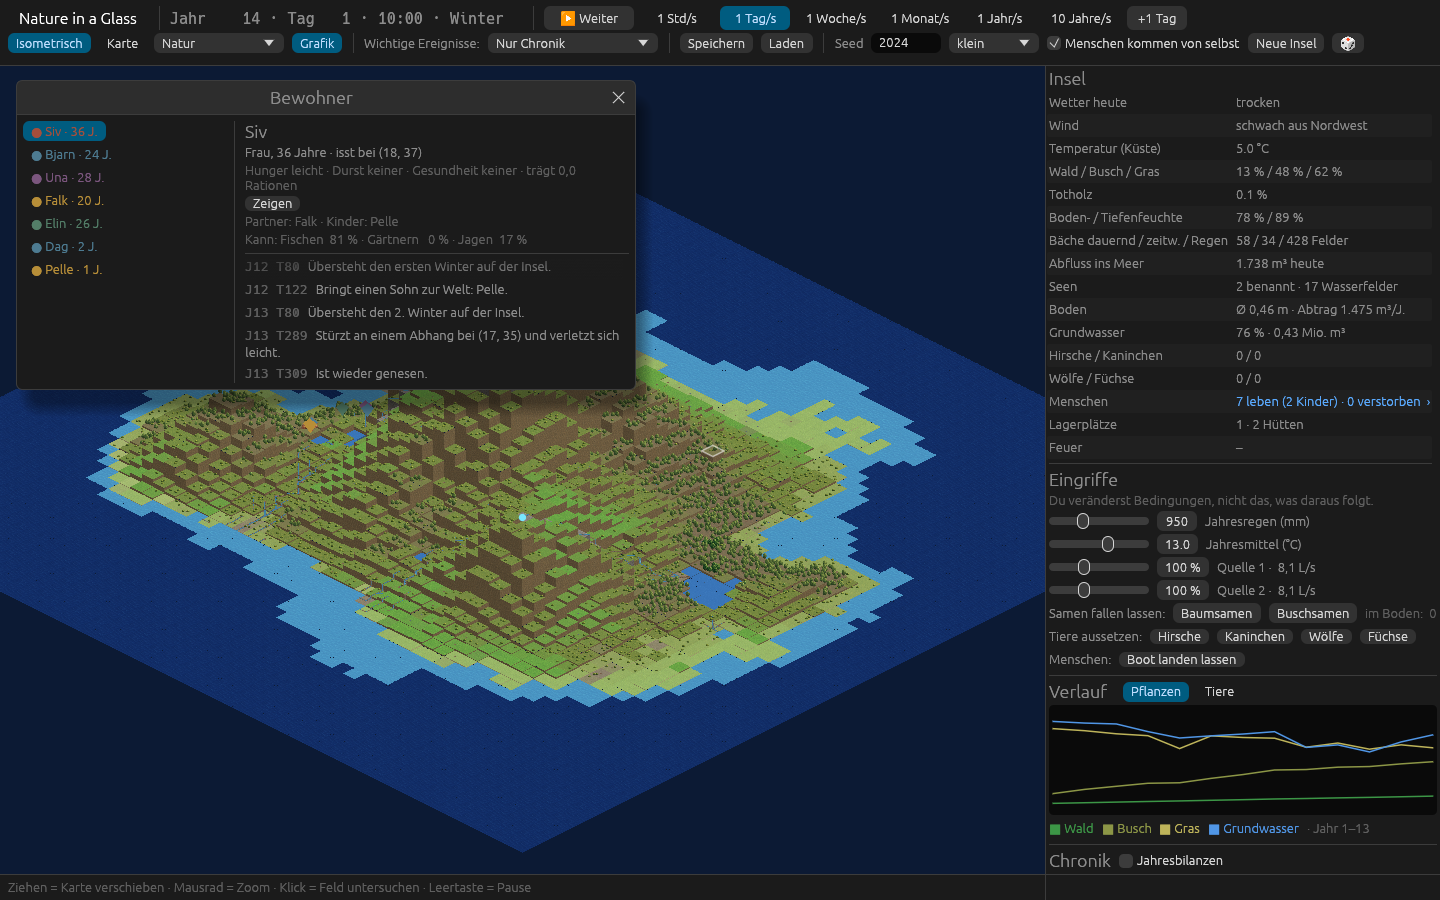 Nature in a Glass Jahr 14 · Tag 1 · 10:00 · Winter Weiter 1 Std/s 1 Tag/s 1 Woche/s 1 Monat/s 1 Jahr/s 10 Jahre/s +1 Tag
Isometrisch Karte Natur Grafik Wichtige Ereignisse: Nur Chronik Speichern Laden Seed 2024 klein Menschen kommen von selbst Neue Insel
Bewohner
Siv · 36 J.
Bjarn · 24 J.
Una · 28 J.
Falk · 20 J.
Elin · 26 J.
Dag · 2 J.
Pelle · 1 J.
Siv
Frau, 36 Jahre · isst bei (18, 37)
Hunger leicht · Durst keiner · Gesundheit keiner · trägt 0,0
Rationen
Zeigen
Partner: Falk · Kinder: Pelle
Kann: Fischen 81 % · Gärtnern 0 % · Jagen 17 %
J12 T80 Übersteht den ersten Winter auf der Insel.
J12 T122 Bringt einen Sohn zur Welt: Pelle.
J13 T80 Übersteht den 2. Winter auf der Insel.
J13 T289 Stürzt an einem Abhang bei (17, 35) und verletzt sich
leicht.
J13 T309 Ist wieder genesen.
Insel
Wetter heute trocken
Wind schwach aus Nordwest
Temperatur (Küste) 5.0 °C
Wald / Busch / Gras 13 % / 48 % / 62 %
Totholz 0.1 %
Boden- / Tiefenfeuchte 78 % / 89 %
Bäche dauernd / zeitw. / Regen 58 / 34 / 428 Felder
Abfluss ins Meer 1.738 m³ heute
Seen 2 benannt · 17 Wasserfelder
Boden Ø 0,46 m · Abtrag 1.475 m³/J.
Grundwasser 76 % · 0,43 Mio. m³
Hirsche / Kaninchen 0 / 0
Wölfe / Füchse 0 / 0
Menschen 7 leben (2 Kinder) · 0 verstorben ›
Lagerplätze 1 · 2 Hütten
Feuer –
Eingriffe
Du veränderst Bedingungen, nicht das, was daraus folgt.
950 Jahresregen (mm)
13.0 Jahresmittel (°C)
100 % Quelle 1 · 8,1 L/s
100 % Quelle 2 · 8,1 L/s
Samen fallen lassen: Baumsamen Buschsamen im Boden: 0
Tiere aussetzen: Hirsche Kaninchen Wölfe Füchse
Menschen: Boot landen lassen
Verlauf Pflanzen Tiere
Wald Busch Gras Grundwasser · Jahr 1–13
Chronik Jahresbilanzen
Ziehen = Karte verschieben · Mausrad = Zoom · Klick = Feld untersuchen · Leertaste = Pause